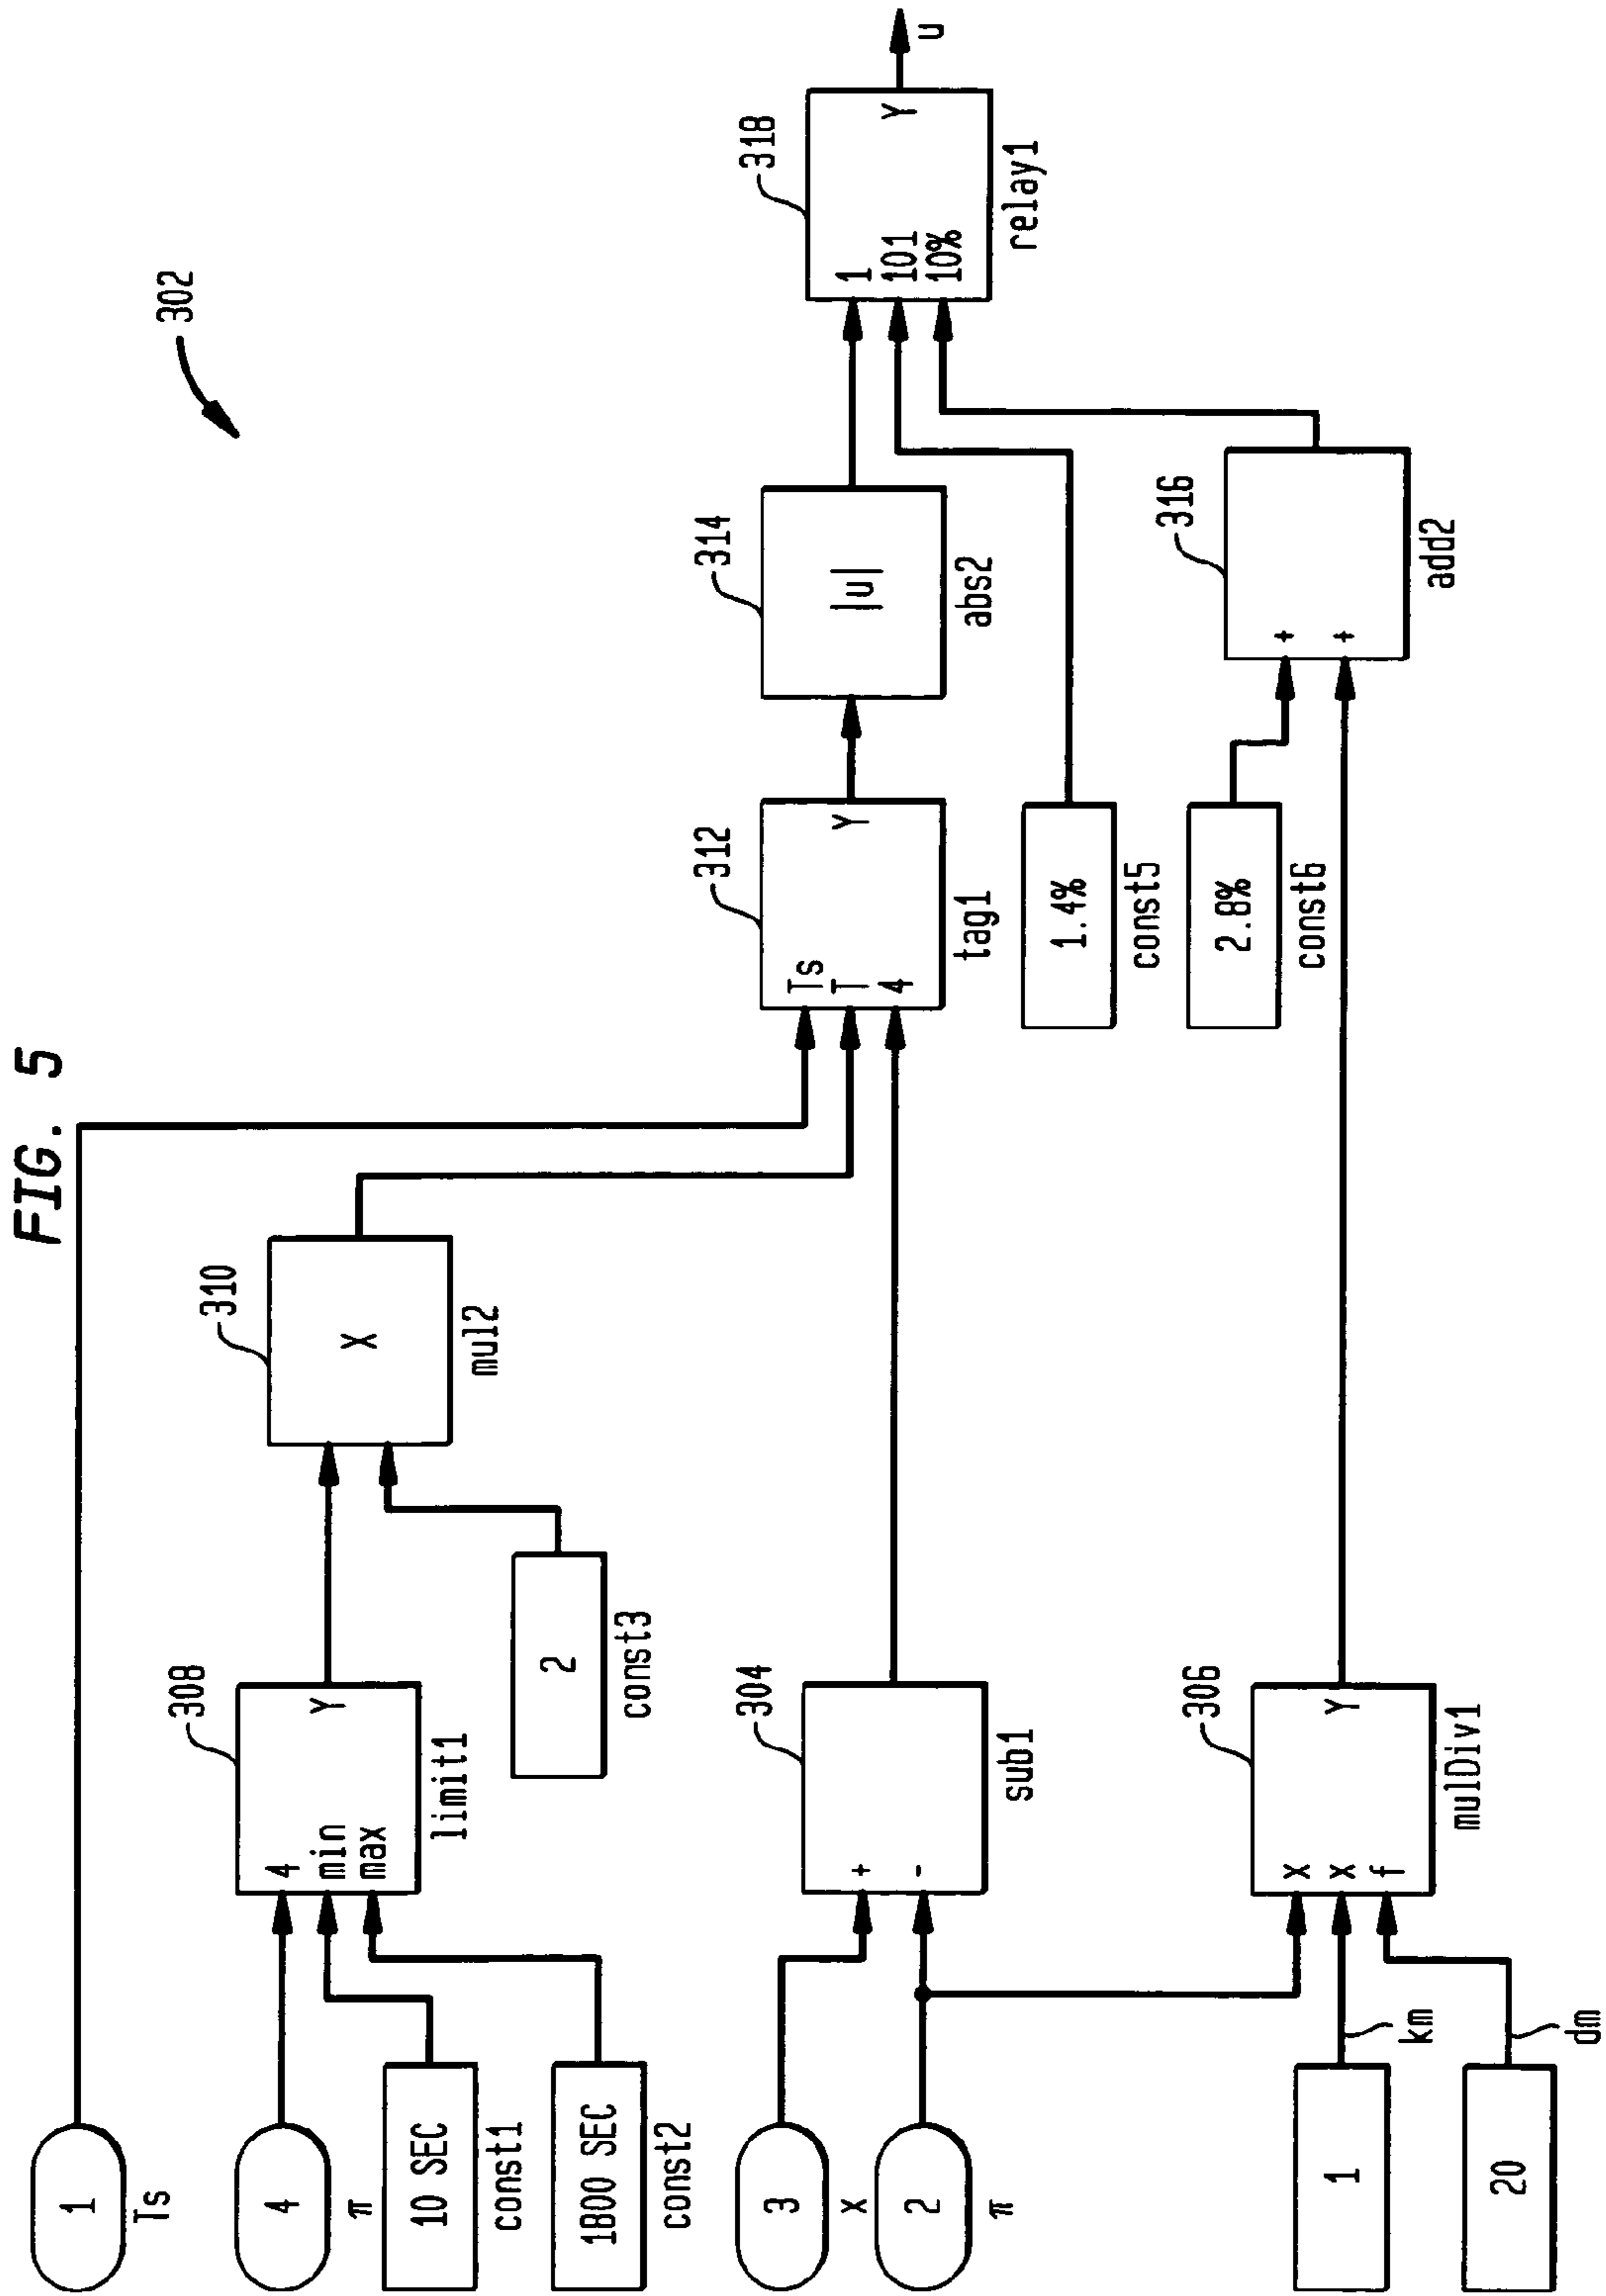 FIG. 5
302
1
Ts
4
π
10 SEC
const1
1800 SEC
const2
4
min
max
Y
308
limit1
2
const3
X
310
mul2
3
x
2
π
+
-
304
sub1
1
km
20
dm
X
X
f
Y
306
mulDiv1
Ts
T
4
Y
312
tag1
|u|
314
abs2
1.4%
const5
2.8%
const6
+
+
316
add2
1
101
10%
Y
318
relay1
u